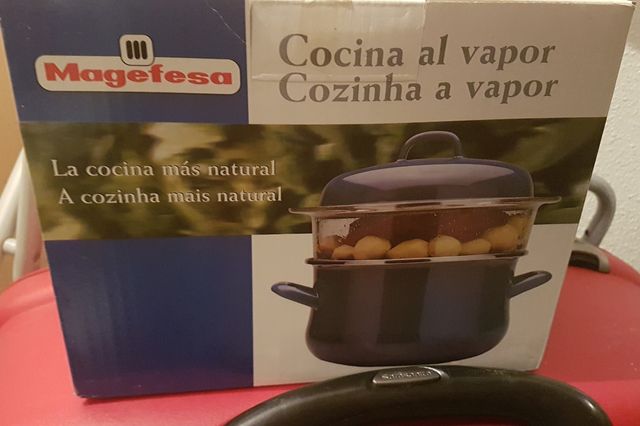 Magefesa
Cocina al vapor
Cozinha a vapor
La cocina más natural
A cozinha mais natural